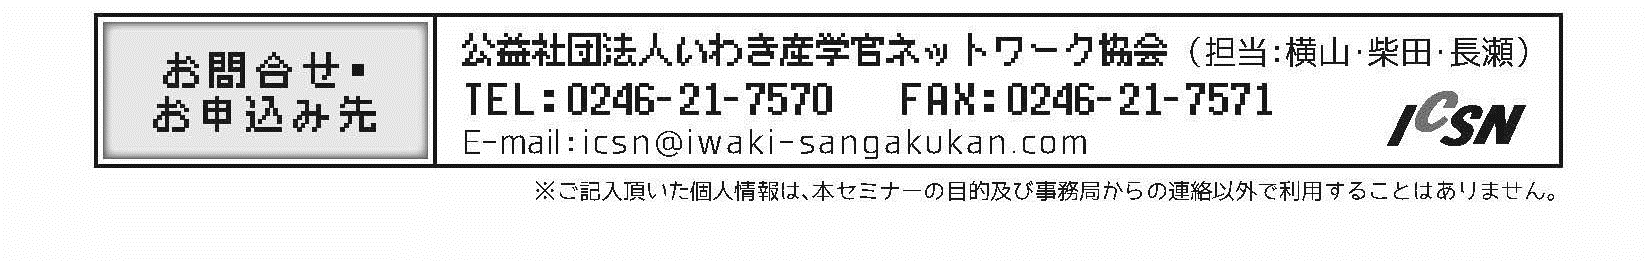 お問合せ・
お申込み先
公益社団法人いわき産学官ネットワーク協会（担当：横山・柴田・長瀬）
TEL：0246-21-7570　FAX：0246-21-7571
E-mail：icsn@iwaki-sangakukan.com
ICSN
※ご記入頂いた個人情報は、本セミナーの目的及び事務局からの連絡以外で利用することはありません。